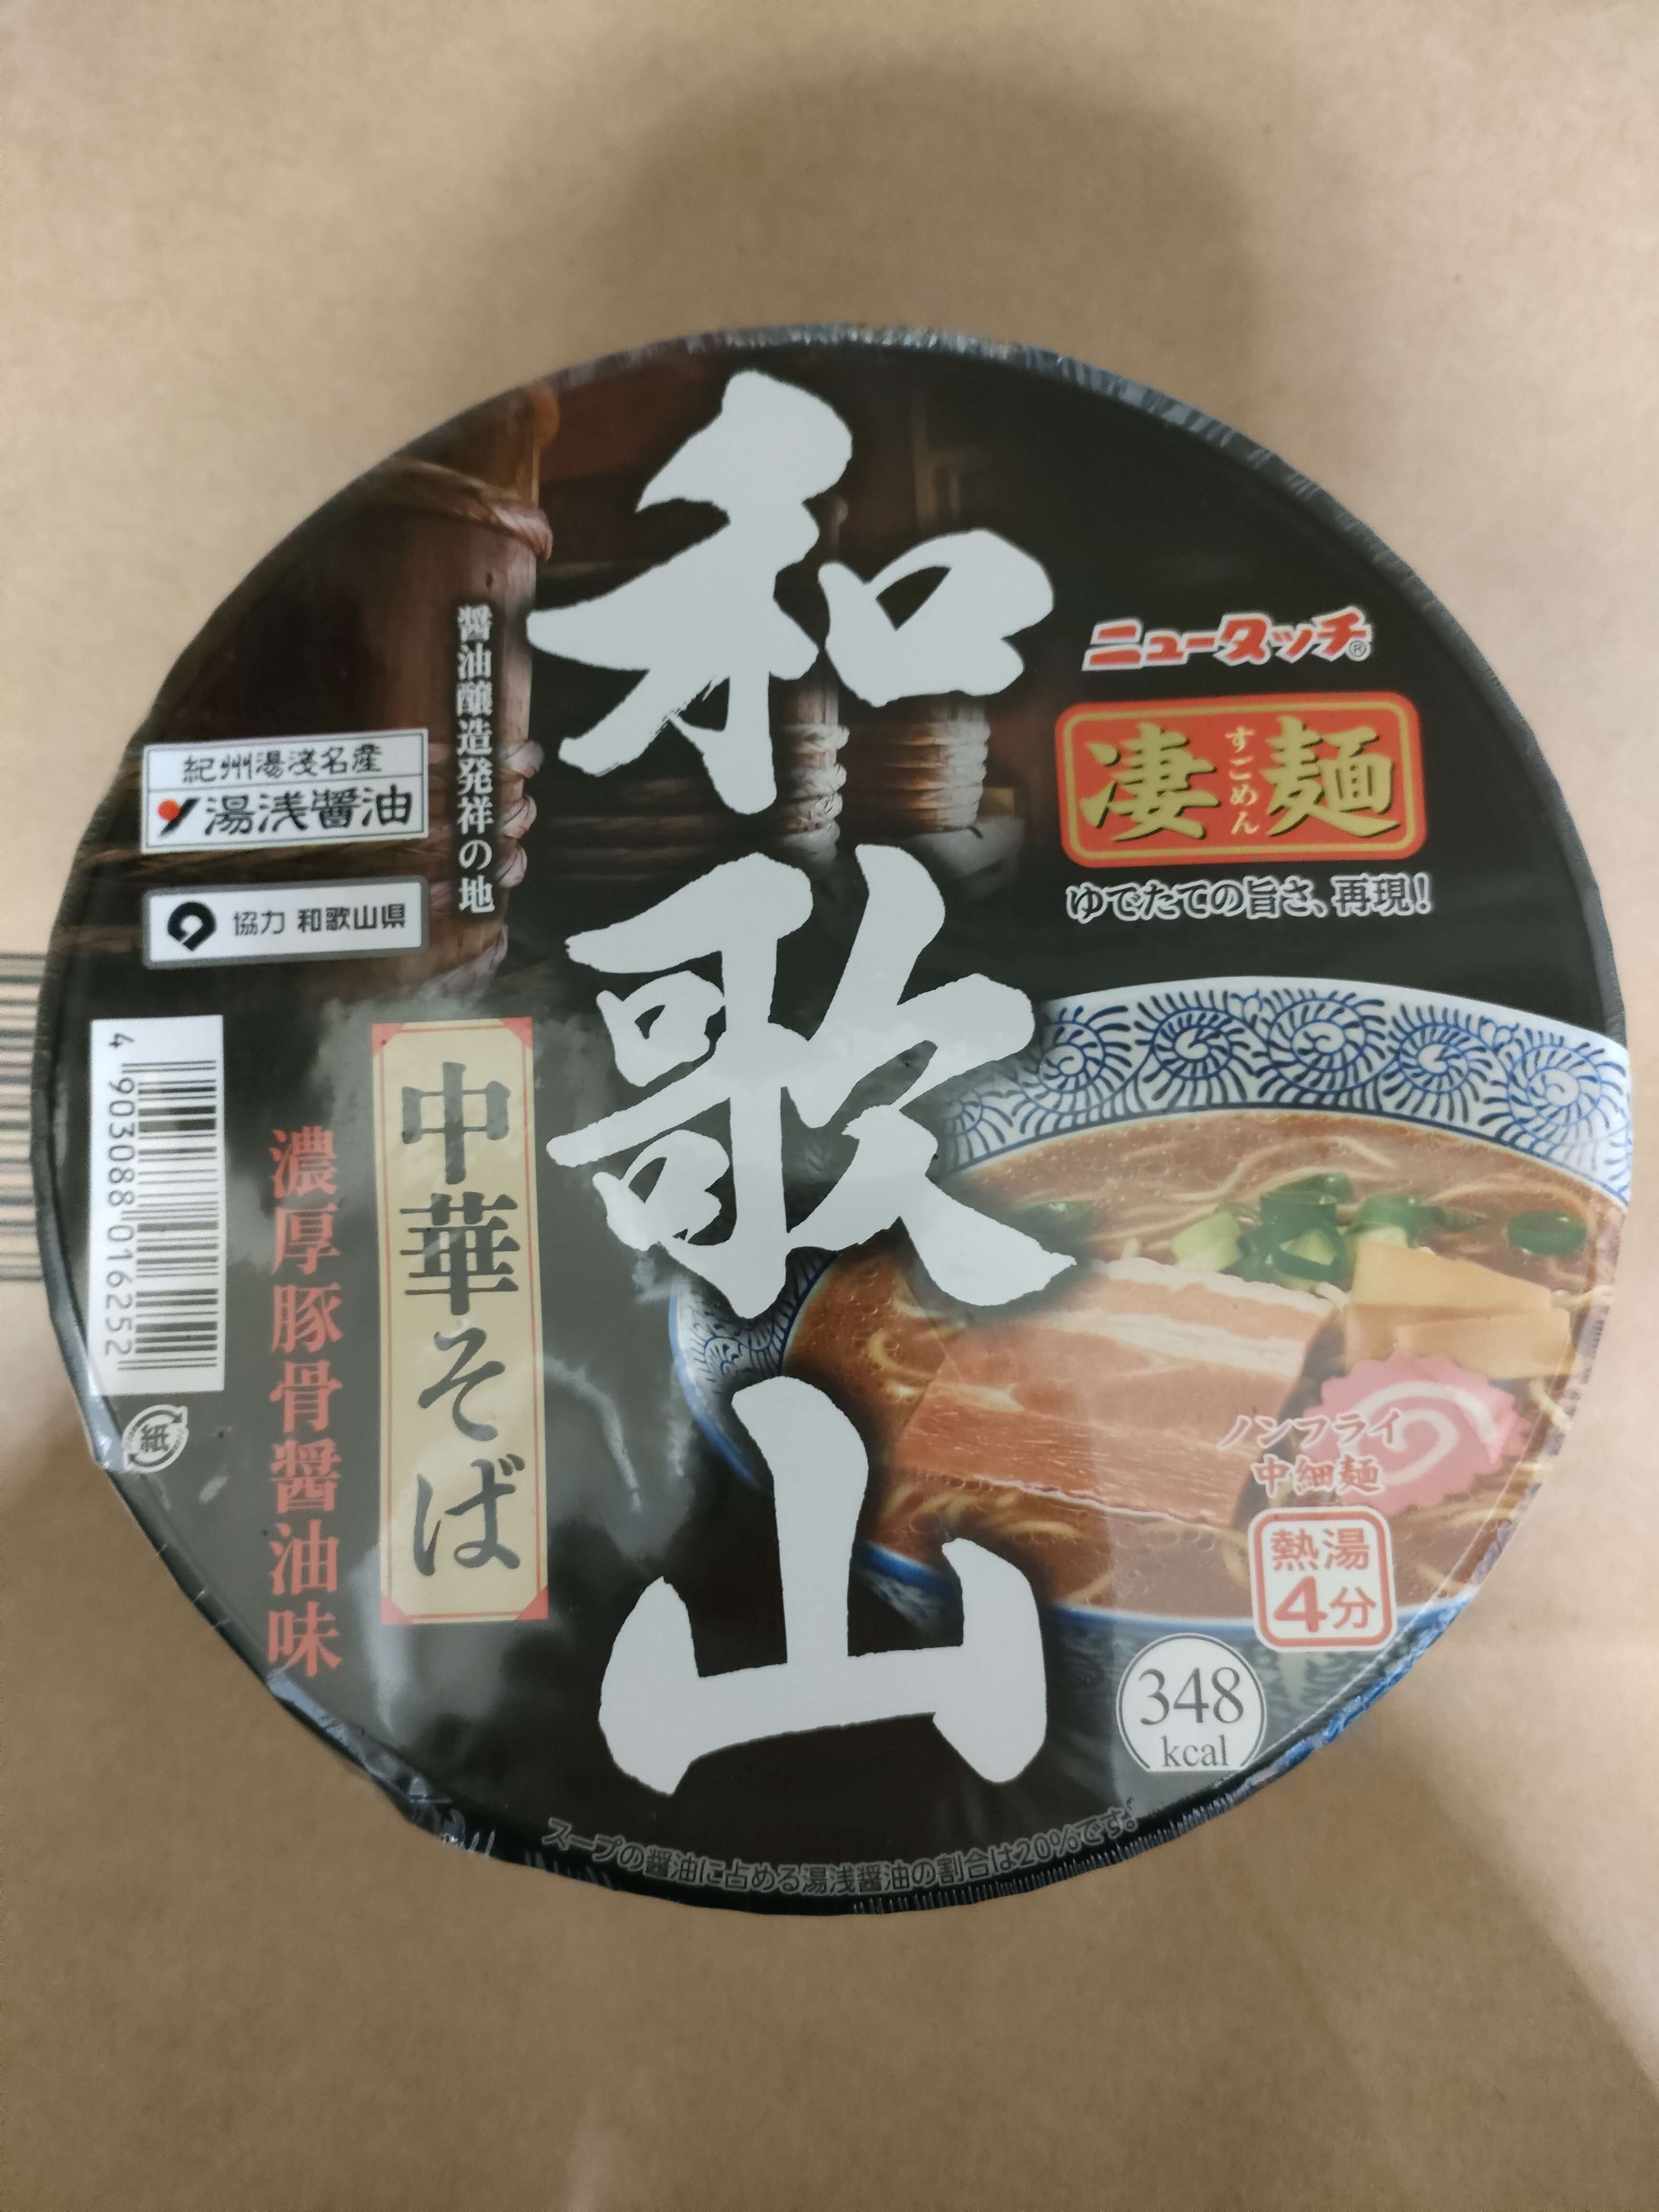 和歌山
ニュータッチ®
凄麺
すごめん
ゆでたての旨さ、再現!
醤油醸造発祥の地
紀州湯淺名産
湯浅醤油
協力 和歌山県
中華そば
濃厚豚骨醤油味
4 903088 016252
紙
ノンフライ
中細麺
熱湯
4分
348
kcal
スープの醤油に占める湯浅醤油の割合は20%です。